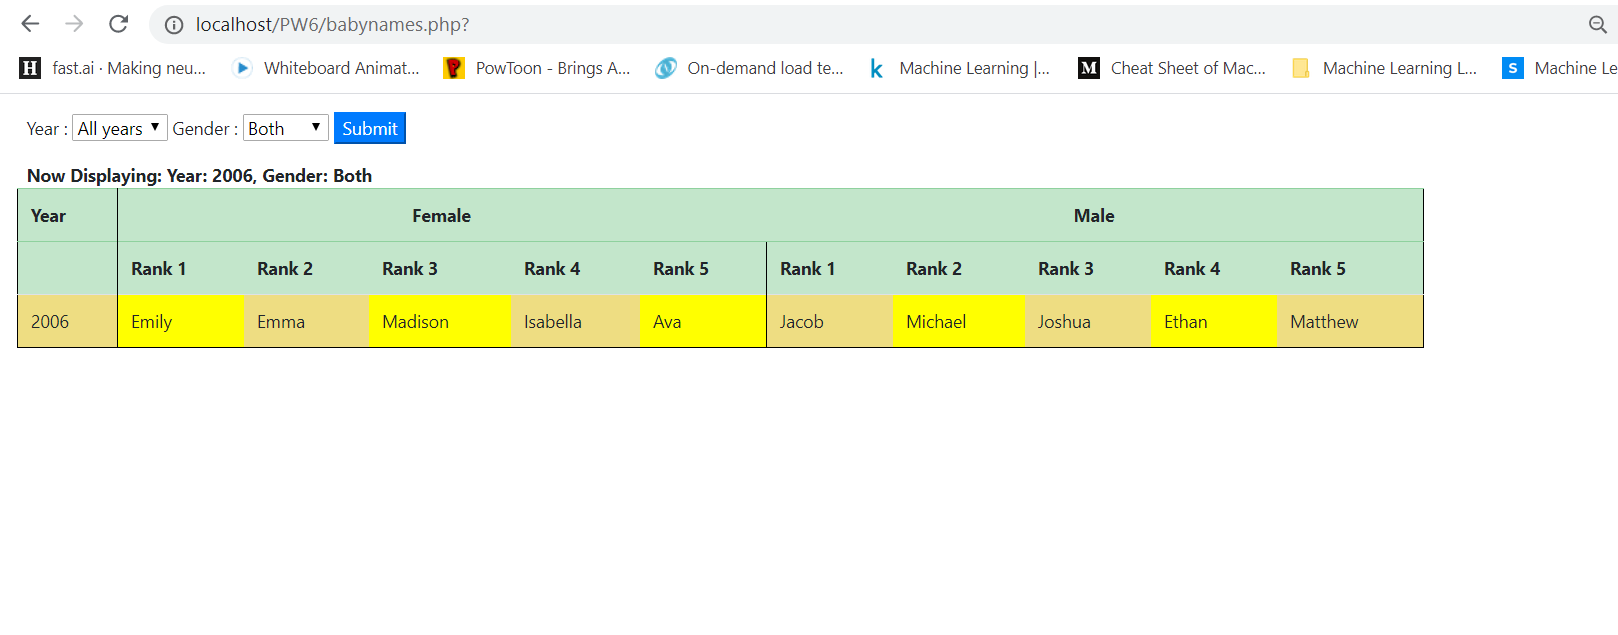 localhost/PW6/babynames.php?
H fast.ai · Making neu... Whiteboard Animat... P PowToon - Brings A... On-demand load te... k Machine Learning |... M Cheat Sheet of Mac... Machine Learning L... S Machine Le
Year : All years Gender : Both Submit
Now Displaying: Year: 2006, Gender: Both
Year Female Male
Rank 1 Rank 2 Rank 3 Rank 4 Rank 5 Rank 1 Rank 2 Rank 3 Rank 4 Rank 5
2006 Emily Emma Madison Isabella Ava Jacob Michael Joshua Ethan Matthew